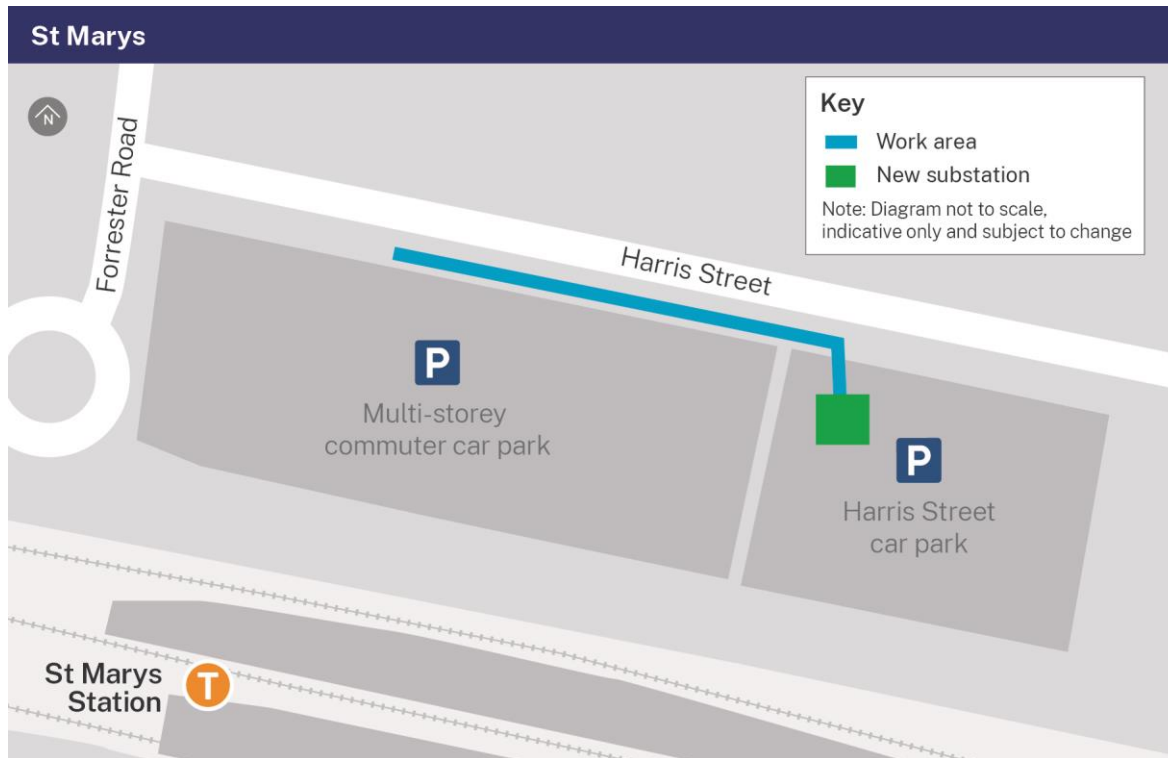 St Marys
N
Forrester Road
Key
Work area
New substation
Note: Diagram not to scale,
indicative only and subject to change
Harris Street
P
Multi-storey
commuter car park
P
Harris Street
car park
St Marys
Station
T